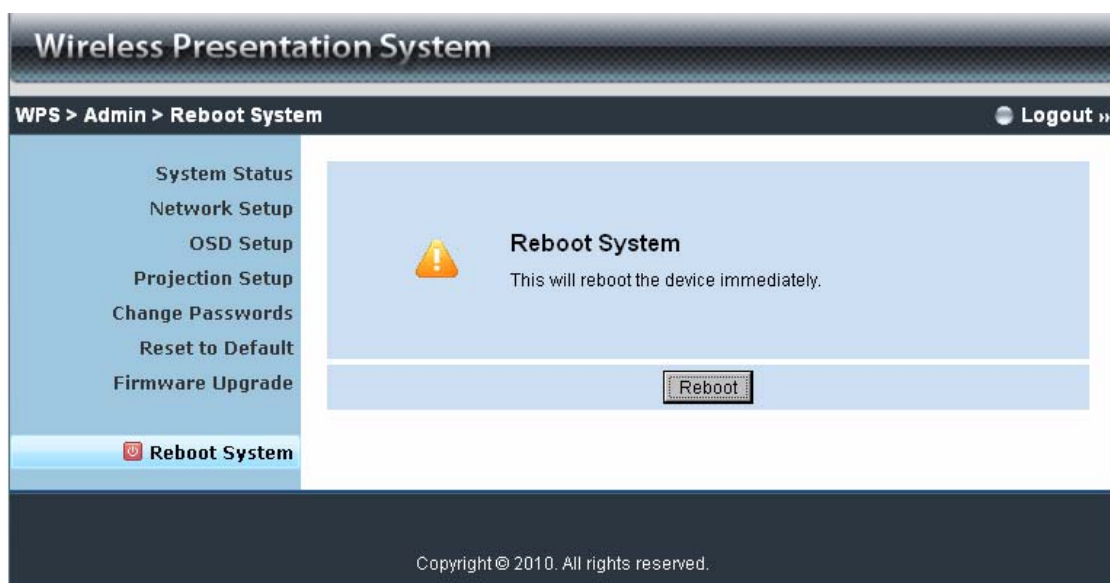 Wireless Presentation System
WPS > Admin > Reboot System
Logout »
System Status
Network Setup
OSD Setup
Projection Setup
Change Passwords
Reset to Default
Firmware Upgrade
Reboot System
Reboot System
This will reboot the device immediately.
Reboot
Copyright © 2010. All rights reserved.